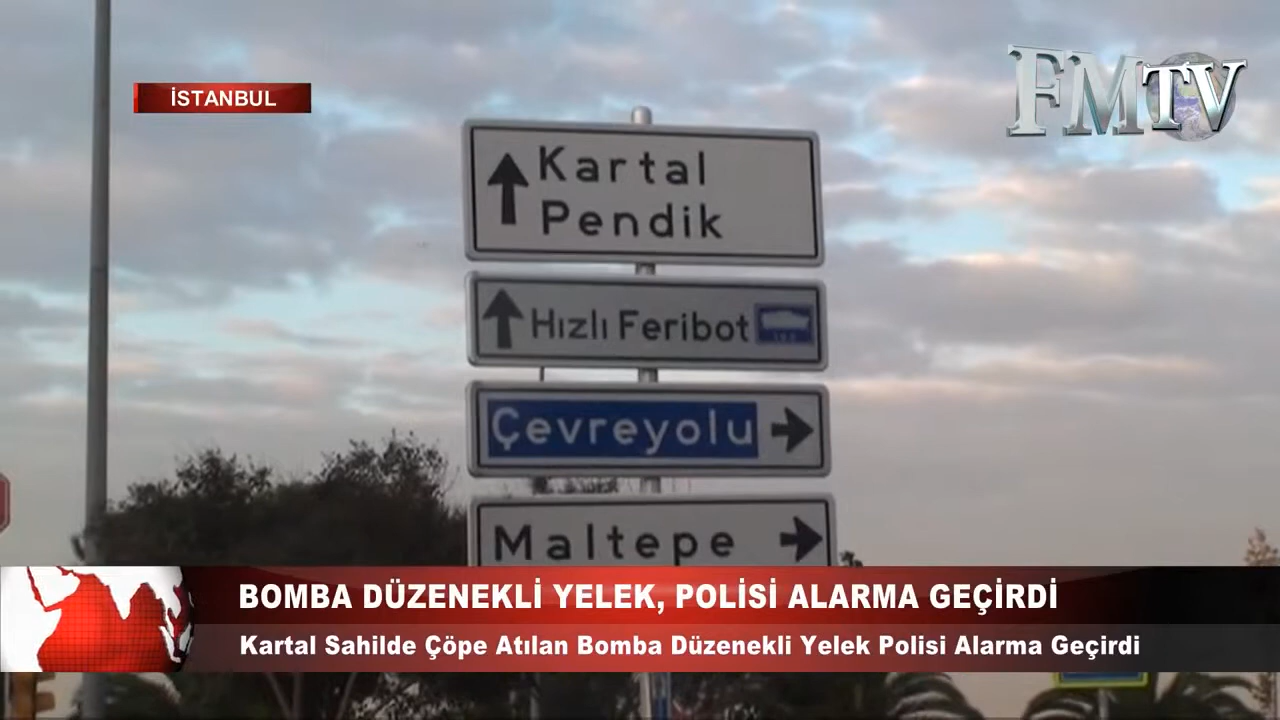 İSTANBUL
FMTV
Kartal
Pendik
Hızlı Feribot
Çevreyolu
Maltepe
BOMBA DÜZENEKLİ YELEK, POLİSİ ALARMA GEÇİRDİ
Kartal Sahilde Çöpe Atılan Bomba Düzenekli Yelek Polisi Alarma Geçirdi